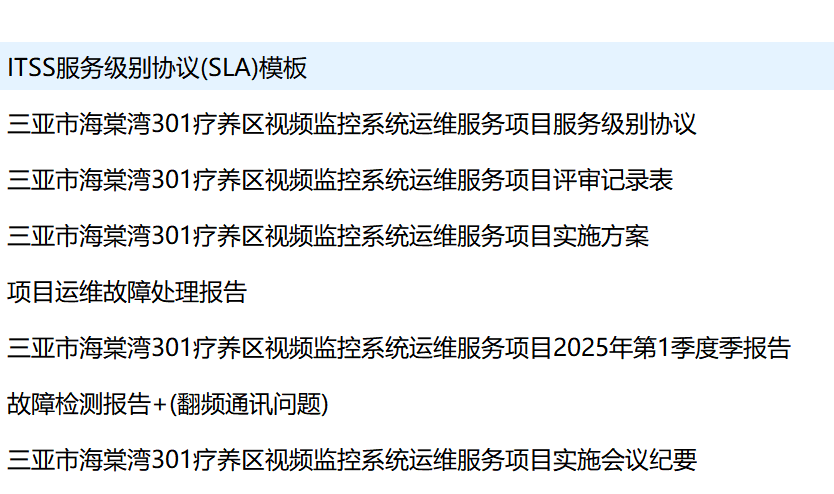 ITSS服务级别协议(SLA)模板
三亚市海棠湾301疗养区视频监控系统运维服务项目服务级别协议
三亚市海棠湾301疗养区视频监控系统运维服务项目评审记录表
三亚市海棠湾301疗养区视频监控系统运维服务项目实施方案
项目运维故障处理报告
三亚市海棠湾301疗养区视频监控系统运维服务项目2025年第1季度季报告
故障检测报告+(翻频通讯问题)
三亚市海棠湾301疗养区视频监控系统运维服务项目实施会议纪要